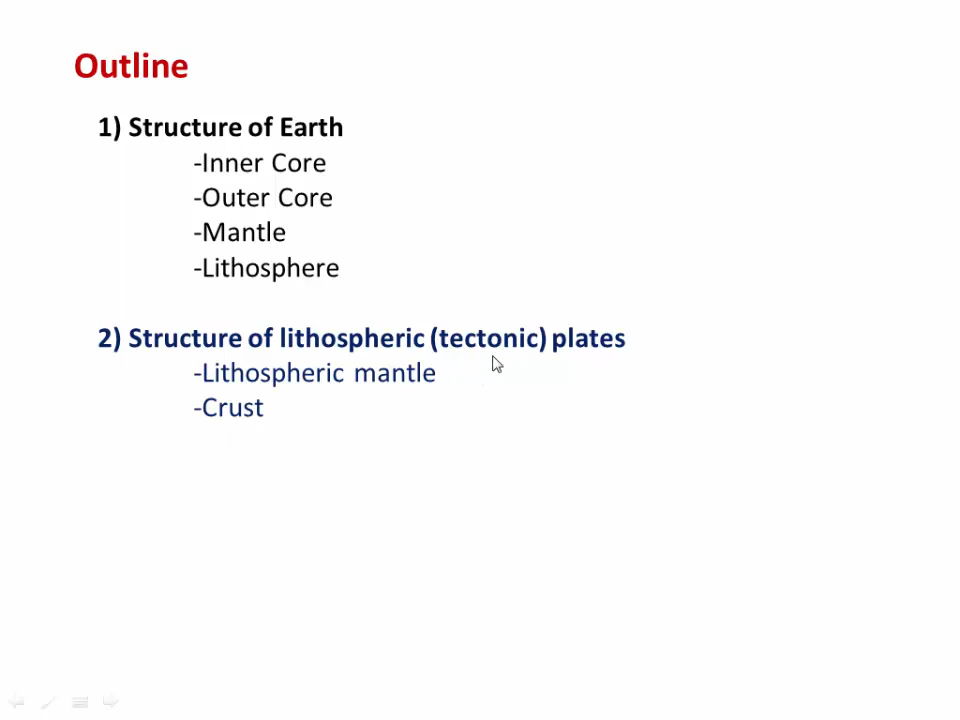 Outline
1) Structure of Earth
-Inner Core
-Outer Core
-Mantle
-Lithosphere
2) Structure of lithospheric (tectonic) plates
-Lithospheric mantle
-Crust